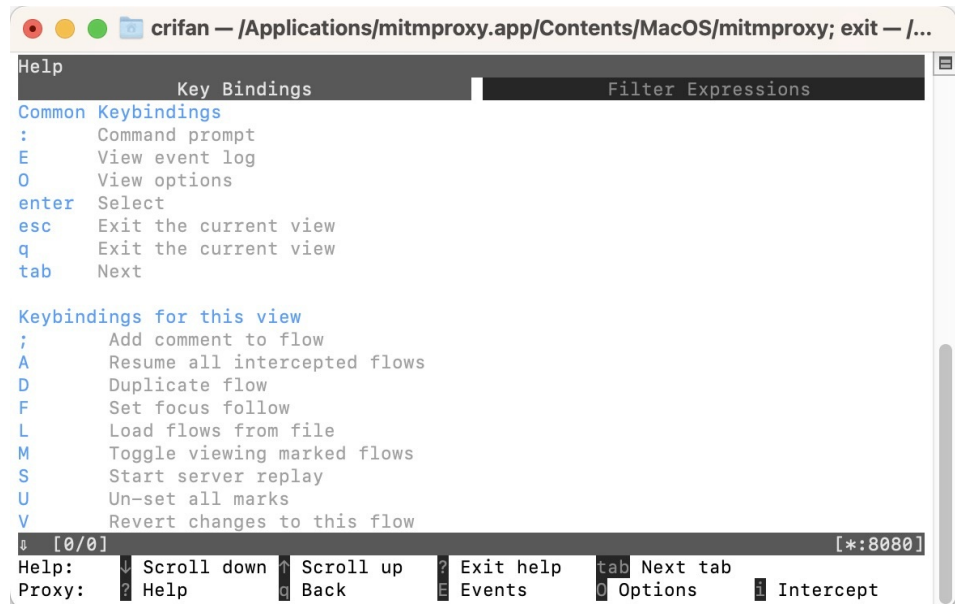 crifan — /Applications/mitmproxy.app/Contents/MacOS/mitmproxy; exit — /...
Help
Key Bindings Filter Expressions
Common Keybindings
: Command prompt
E View event log
O View options
enter Select
esc Exit the current view
q Exit the current view
tab Next
Keybindings for this view
; Add comment to flow
A Resume all intercepted flows
D Duplicate flow
F Set focus follow
L Load flows from file
M Toggle viewing marked flows
S Start server replay
U Un-set all marks
V Revert changes to this flow
⇩ [0/0] [*:8080]
Help: ↓ Scroll down ↑ Scroll up ? Exit help tab Next tab
Proxy: ? Help q Back E Events O Options i Intercept